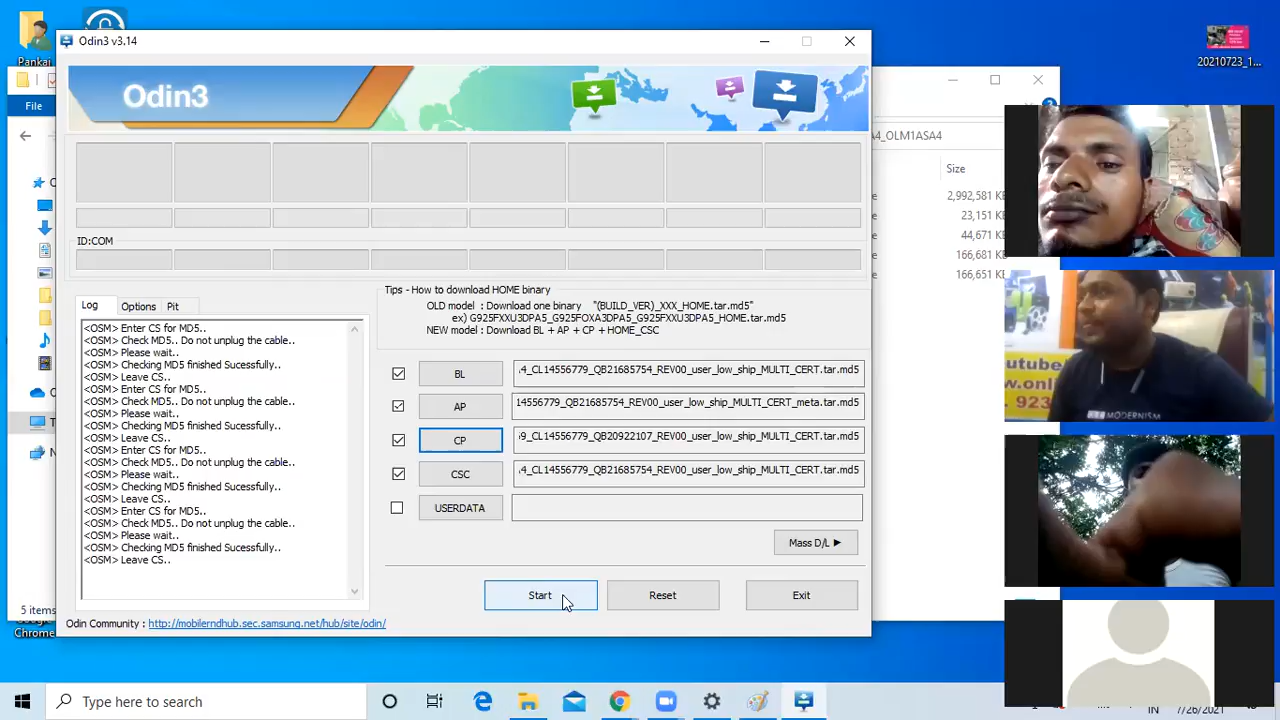 Pankaj
Odin3 v3.14
20210723_1...
File
Odin3
A4_OLM1ASA4
Size
2,992,581 KB
23,151 KB
44,671 KB
166,681 KB
166,651 KB
ID:COM
Log
Options
Pit
Tips - How to download HOME binary
OLD model : Download one binary "(BUILD_VER)_XXX_HOME.tar.md5"
ex) G925FXXU3DPA5_G925FOXA3DPA5_G925FXXU3DPA5_HOME.tar.md5
NEW model : Download BL + AP + CP + HOME_CSC
<OSM> Enter CS for MD5..
<OSM> Check MD5.. Do not unplug the cable..
<OSM> Please wait..
<OSM> Checking MD5 finished Sucessfully..
<OSM> Leave CS..
<OSM> Enter CS for MD5..
<OSM> Check MD5.. Do not unplug the cable..
<OSM> Please wait..
<OSM> Checking MD5 finished Sucessfully..
<OSM> Leave CS..
<OSM> Enter CS for MD5..
<OSM> Check MD5.. Do not unplug the cable..
<OSM> Please wait..
<OSM> Checking MD5 finished Sucessfully..
<OSM> Leave CS..
<OSM> Enter CS for MD5..
<OSM> Check MD5.. Do not unplug the cable..
<OSM> Please wait..
<OSM> Checking MD5 finished Sucessfully..
<OSM> Leave CS..
BL
.4_CL14556779_QB21685754_REV00_user_low_ship_MULTI_CERT.tar.md5
AP
14556779_QB21685754_REV00_user_low_ship_MULTI_CERT_meta.tar.md5
CP
9_CL14556779_QB20922107_REV00_user_low_ship_MULTI_CERT.tar.md5
CSC
.4_CL14556779_QB21685754_REV00_user_low_ship_MULTI_CERT.tar.md5
USERDATA
Mass D/L
Start
Reset
Exit
Odin Community : http://mobilerndhub.sec.samsung.net/hub/site/odin/
5 items
Chrome
outube/
w.onli
. 923
MODERNISM
Type here to search
IN
7/26/2021